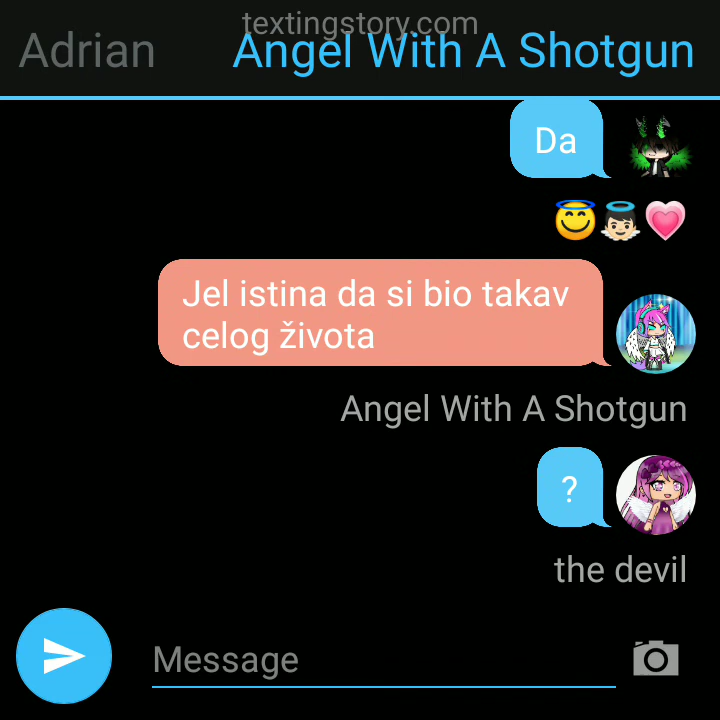 textingstory.com
Adrian
Angel With A Shotgun
Da
😇👼🏻💗
Jel istina da si bio takav
celog života
Angel With A Shotgun
?
the devil
Message